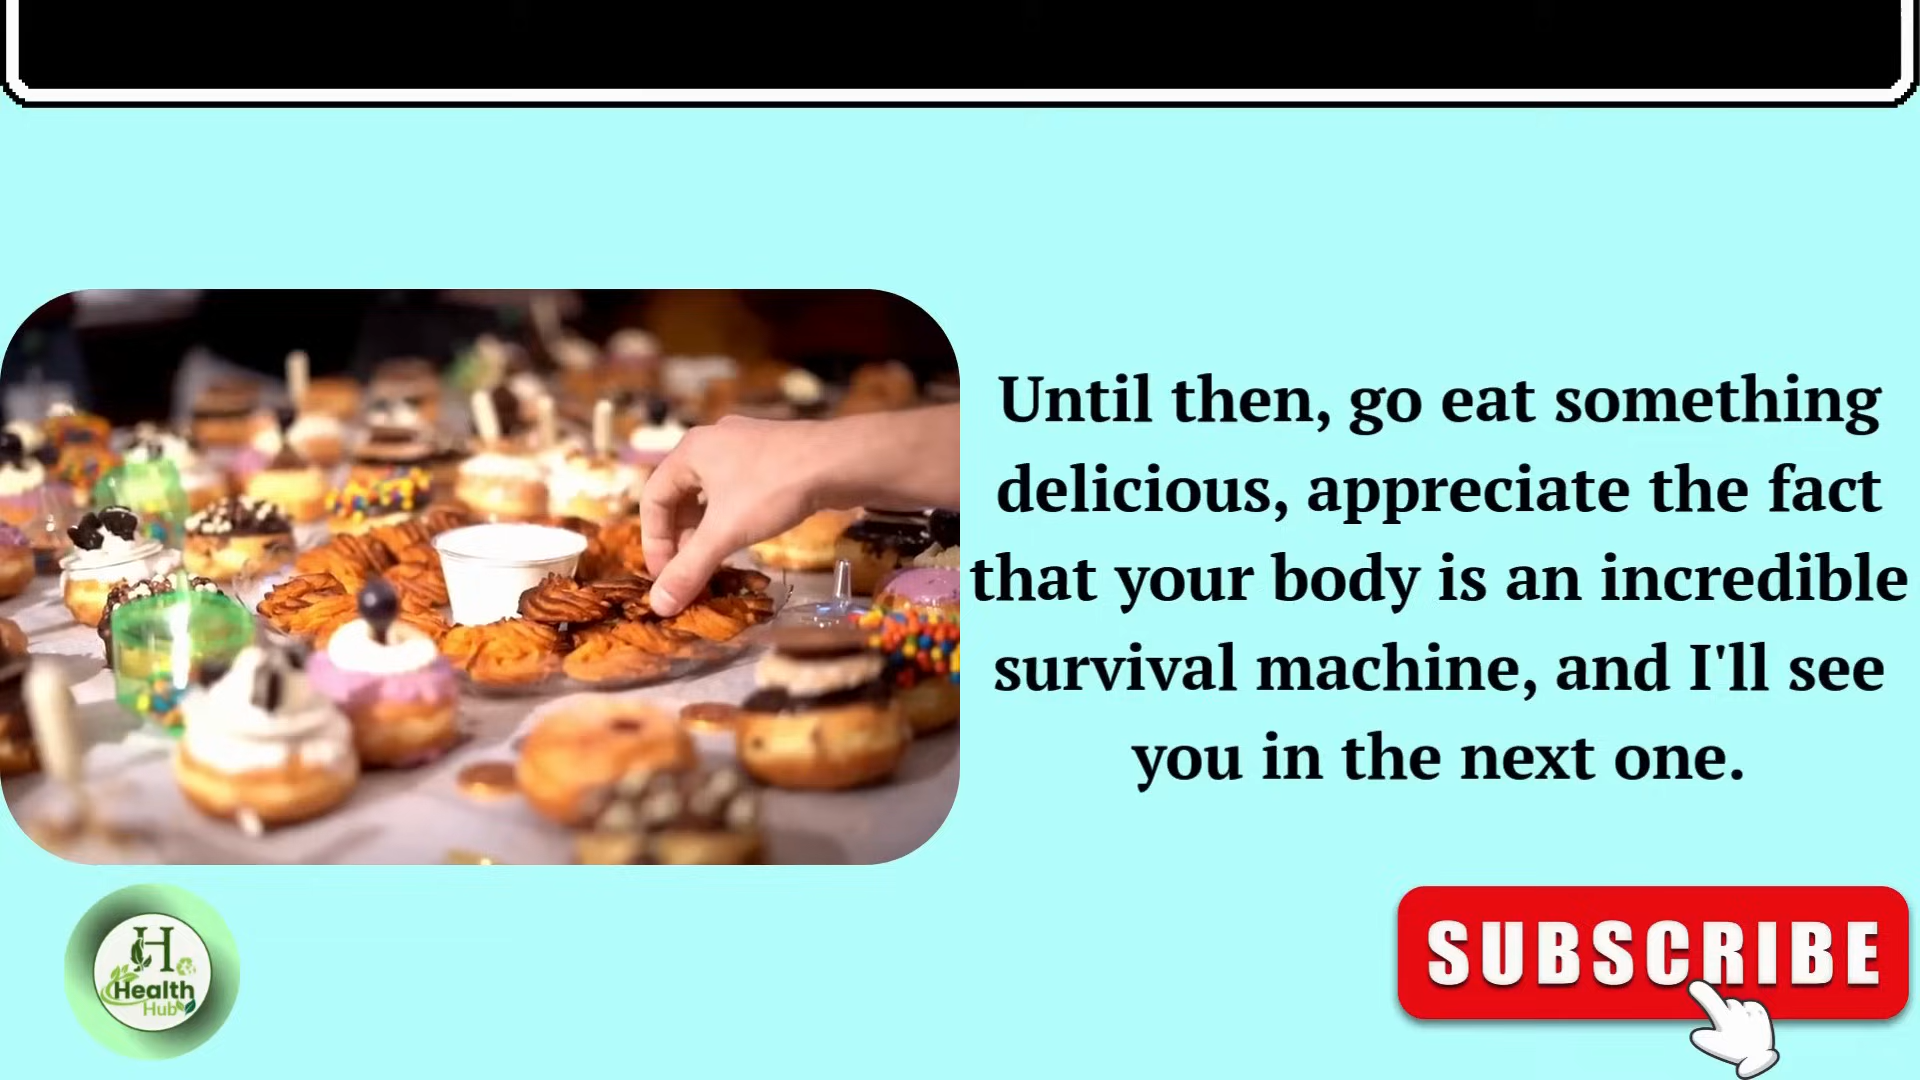 Until then, go eat something
delicious, appreciate the fact
that your body is an incredible
survival machine, and I'll see
you in the next one.
H
Health
Hub
SUBSCRIBE